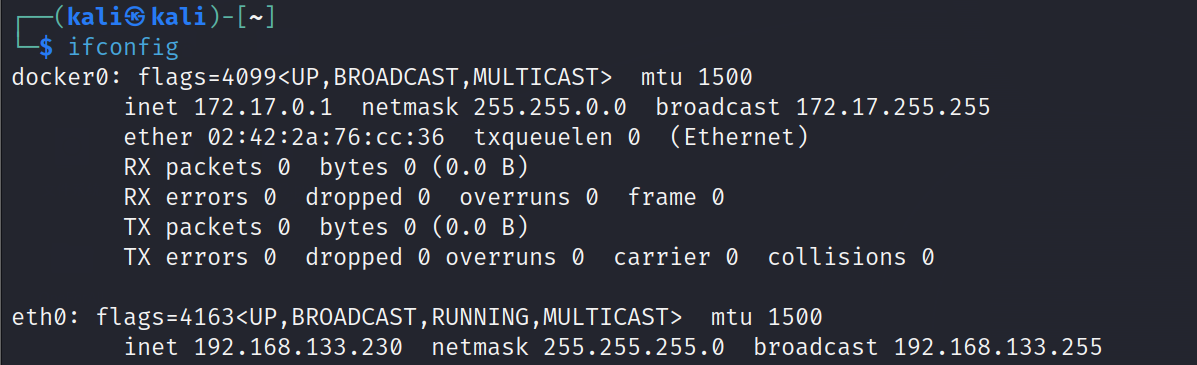 ┌──(kali㉿kali)-[~]
└─$ ifconfig
docker0: flags=4099<UP,BROADCAST,MULTICAST>  mtu 1500
        inet 172.17.0.1  netmask 255.255.0.0  broadcast 172.17.255.255
        ether 02:42:2a:76:cc:36  txqueuelen 0  (Ethernet)
        RX packets 0  bytes 0 (0.0 B)
        RX errors 0  dropped 0  overruns 0  frame 0
        TX packets 0  bytes 0 (0.0 B)
        TX errors 0  dropped 0 overruns 0  carrier 0  collisions 0
eth0: flags=4163<UP,BROADCAST,RUNNING,MULTICAST>  mtu 1500
        inet 192.168.133.230  netmask 255.255.255.0  broadcast 192.168.133.255